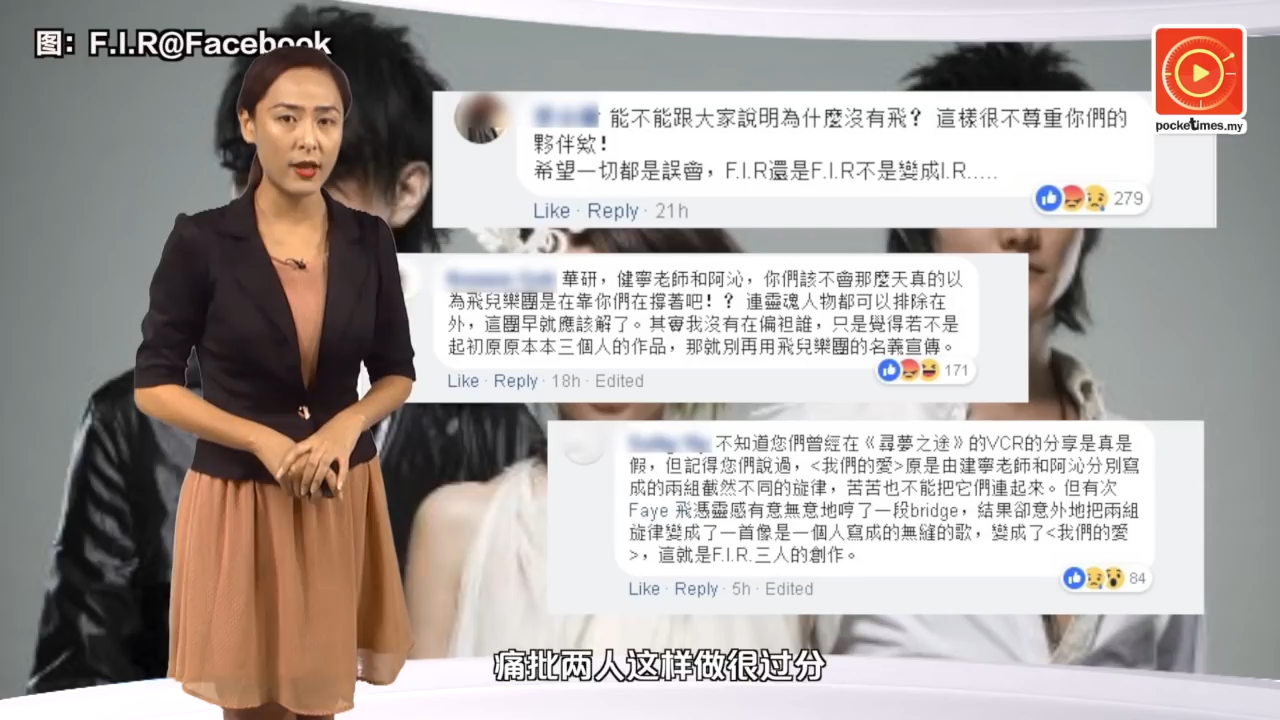 图：F.I.R@Facebook
pocketimes.my
能不能跟大家說明為什麼沒有飛？ 這樣很不尊重你們的
夥伴欸！
希望一切都是誤會，F.I.R還是F.I.R不是變成I.R.....
279
Like · Reply · 21h
華研，健寧老師和阿沁，你們該不會那麼天真的以
為飛兒樂團是在靠你們在撐著吧！？ 連靈魂人物都可以排除在
外，這團早就應該解了。其實我沒有在偏袒誰，只是覺得若不是
起初原原本本三個人的作品，那就別再用飛兒樂團的名義宣傳。
171
Like · Reply · 18h · Edited
不知道您們曾經在《尋夢之途》的VCR的分享是真是
假，但記得您們說過，<我們的愛>原是由建寧老師和阿沁分別寫
成的兩組截然不同的旋律，苦苦也不能把它們連起來。但有次
Faye 飛憑靈感有意無意地哼了一段bridge，結果卻意外地把兩組
旋律變成了一首像是一個人寫成的無縫的歌，變成了<我們的愛
>，這就是F.I.R.三人的創作。
84
Like · Reply · 5h · Edited
痛批两人这样做很过分